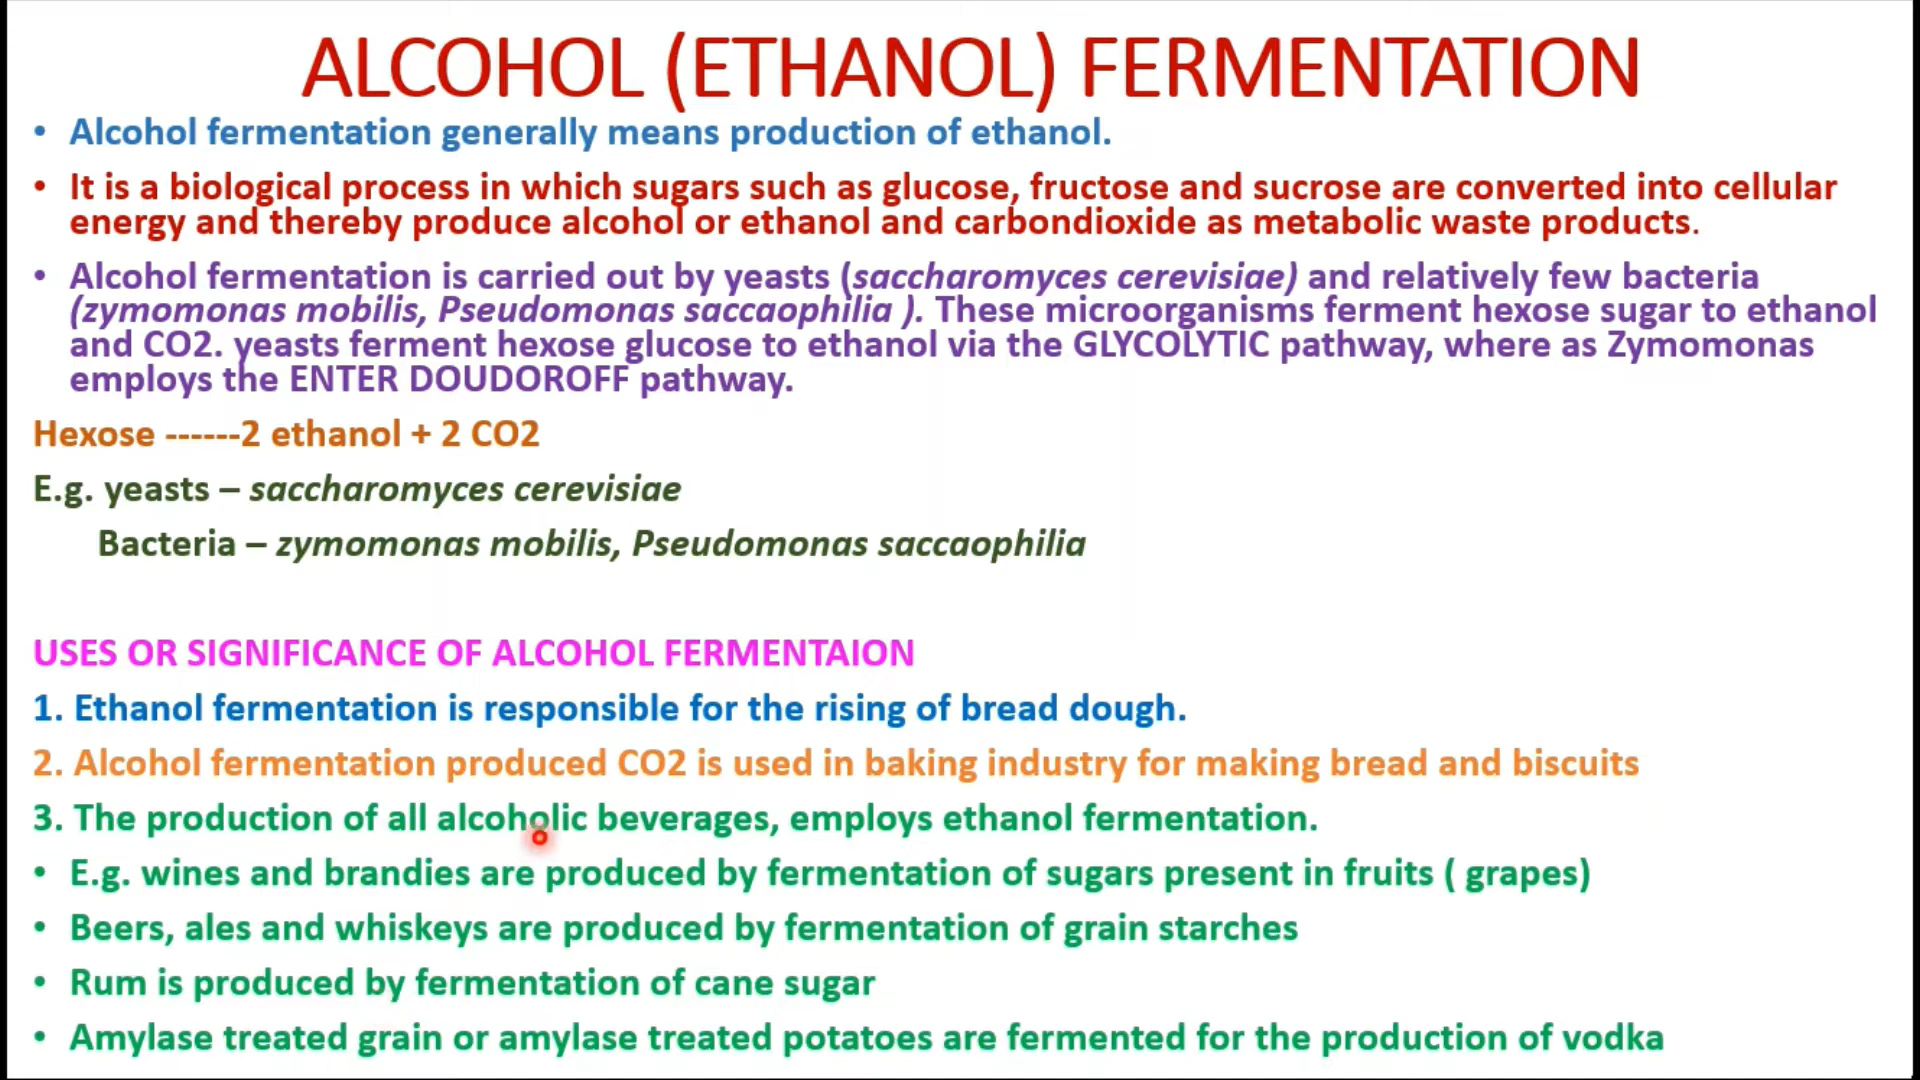 ALCOHOL (ETHANOL) FERMENTATION
• Alcohol fermentation generally means production of ethanol.
• It is a biological process in which sugars such as glucose, fructose and sucrose are converted into cellular
energy and thereby produce alcohol or ethanol and carbondioxide as metabolic waste products.
• Alcohol fermentation is carried out by yeasts (saccharomyces cerevisiae) and relatively few bacteria
(zymomonas mobilis, Pseudomonas saccaophilia ). These microorganisms ferment hexose sugar to ethanol
and CO2. yeasts ferment hexose glucose to ethanol via the GLYCOLYTIC pathway, where as Zymomonas
employs the ENTER DOUDOROFF pathway.
Hexose ------2 ethanol + 2 CO2
E.g. yeasts – saccharomyces cerevisiae
Bacteria – zymomonas mobilis, Pseudomonas saccaophilia
USES OR SIGNIFICANCE OF ALCOHOL FERMENTAION
1. Ethanol fermentation is responsible for the rising of bread dough.
2. Alcohol fermentation produced CO2 is used in baking industry for making bread and biscuits
3. The production of all alcoholic beverages, employs ethanol fermentation.
• E.g. wines and brandies are produced by fermentation of sugars present in fruits ( grapes)
• Beers, ales and whiskeys are produced by fermentation of grain starches
• Rum is produced by fermentation of cane sugar
• Amylase treated grain or amylase treated potatoes are fermented for the production of vodka